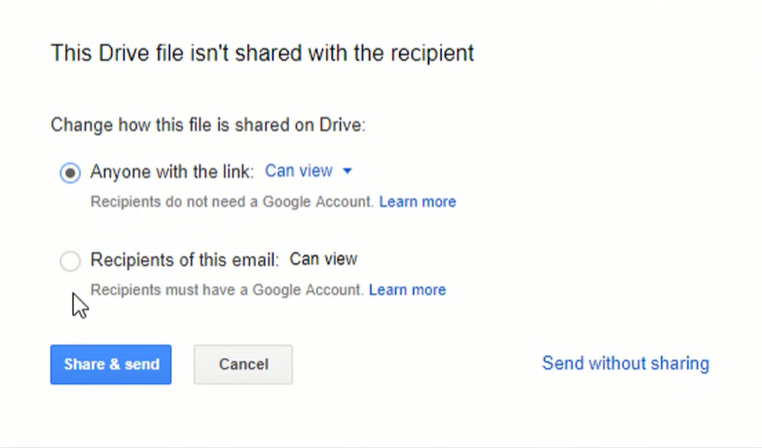 This Drive file isn't shared with the recipient
Change how this file is shared on Drive:
Anyone with the link: Can view
Recipients do not need a Google Account. Learn more
Recipients of this email: Can view
Recipients must have a Google Account. Learn more
Share & send Cancel Send without sharing